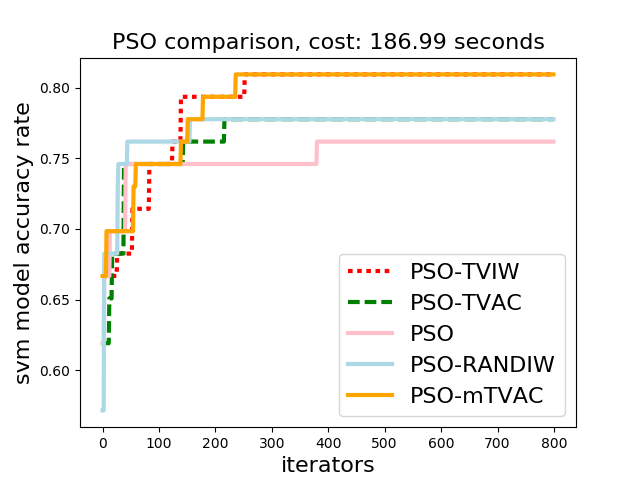 PSO comparison, cost: 186.99 seconds
svm model accuracy rate
0.80
0.75
0.70
0.65
0.60
PSO-TVIW
PSO-TVAC
PSO
PSO-RANDIW
PSO-mTVAC
0 100 200 300 400 500 600 700 800
iterators